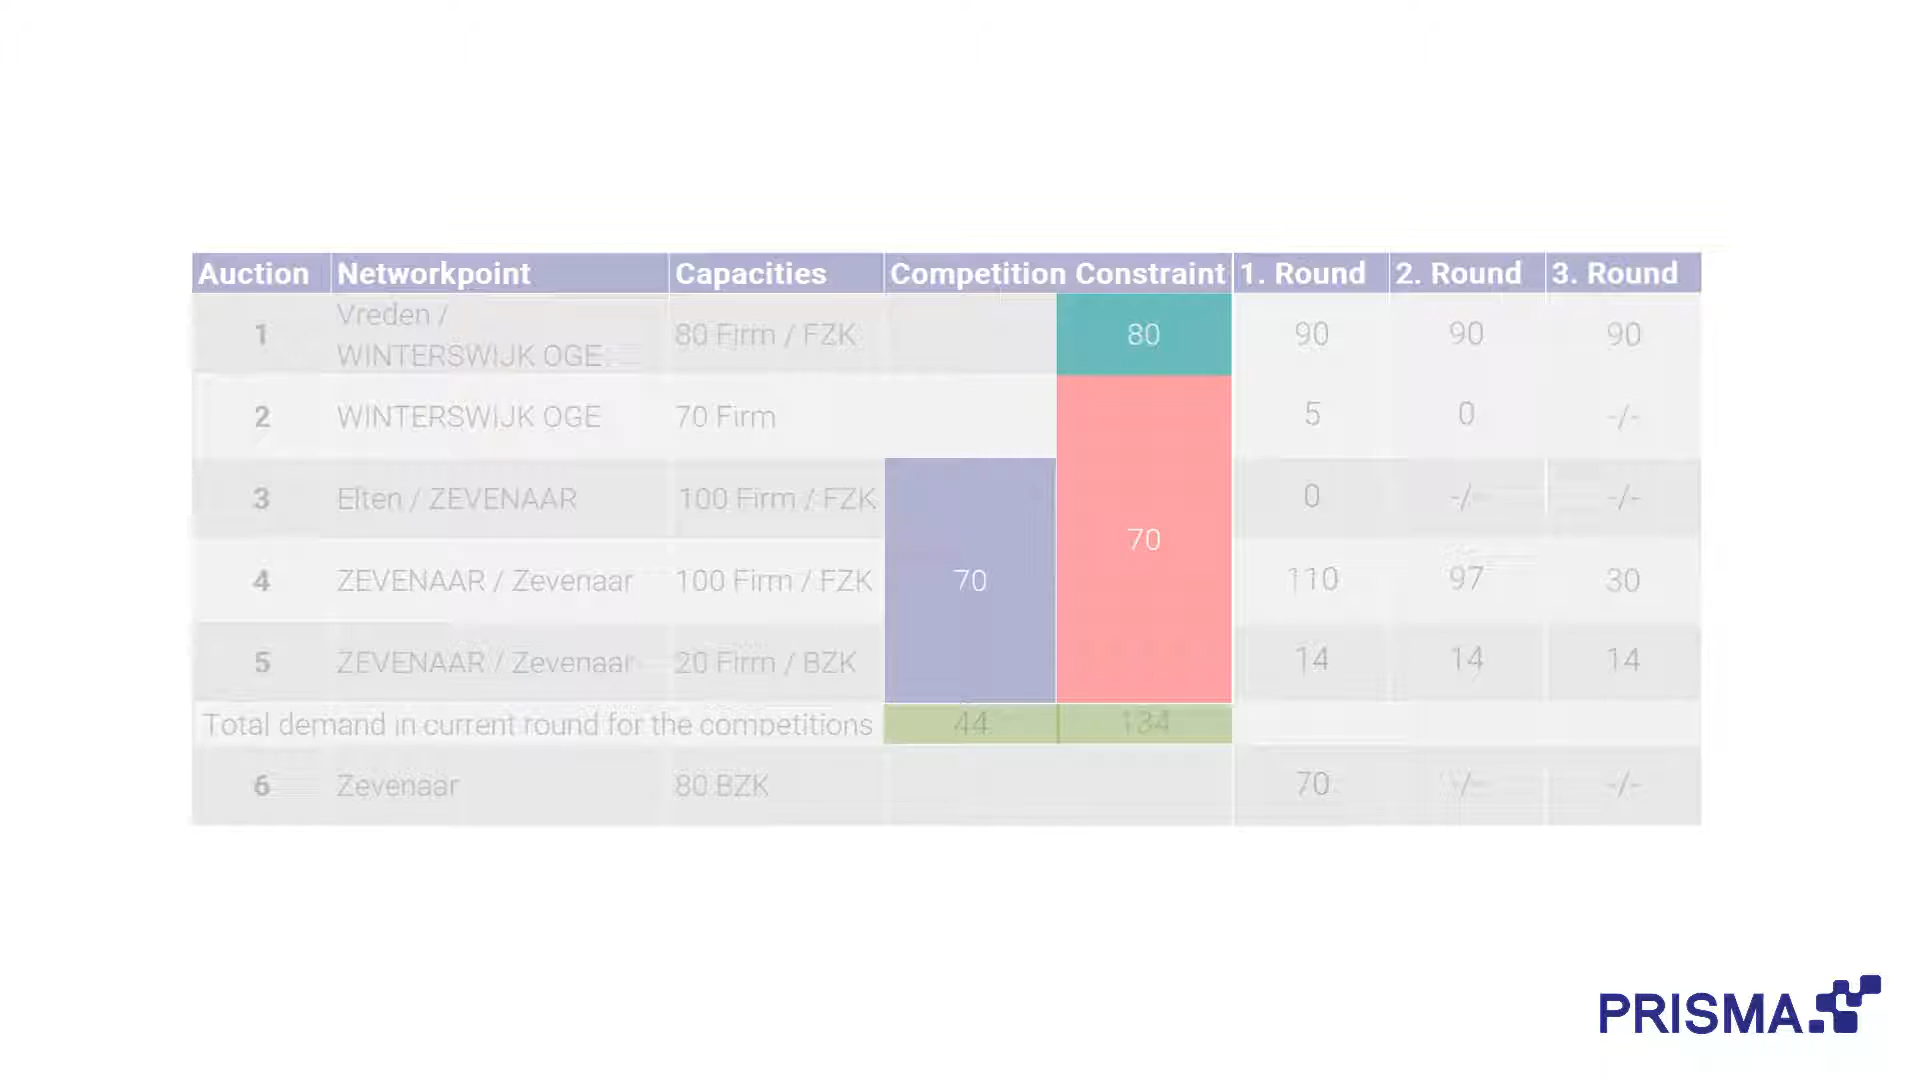 Auction Networkpoint Capacities Competition Constraint 1. Round 2. Round 3. Round
1 Vreden / WINTERSWIJK OGE 80 Firm / FZK 80 90 90 90
2 WINTERSWIJK OGE 70 Firm 5 0 -/-
3 Elten / ZEVENAAR 100 Firm / FZK 70 0 -/- -/-
4 ZEVENAAR / Zevenaar 100 Firm / FZK 70 110 97 30
5 ZEVENAAR / Zevenaar 20 Firm / BZK 14 14 14
Total demand in current round for the competitions 44 134
6 Zevenaar 80 BZK 70 -/- -/-
PRISMA